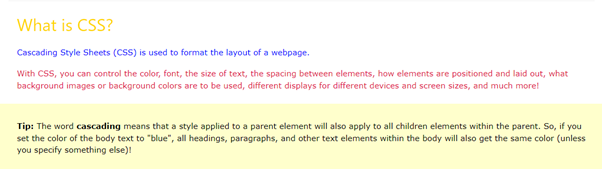 What is CSS?
Cascading Style Sheets (CSS) is used to format the layout of a webpage.
With CSS, you can control the color, font, the size of text, the spacing between elements, how elements are positioned and laid out, what
background images or background colors are to be used, different displays for different devices and screen sizes, and much more!
Tip: The word cascading means that a style applied to a parent element will also apply to all children elements within the parent. So, if you
set the color of the body text to "blue", all headings, paragraphs, and other text elements within the body will also get the same color (unless
you specify something else)!